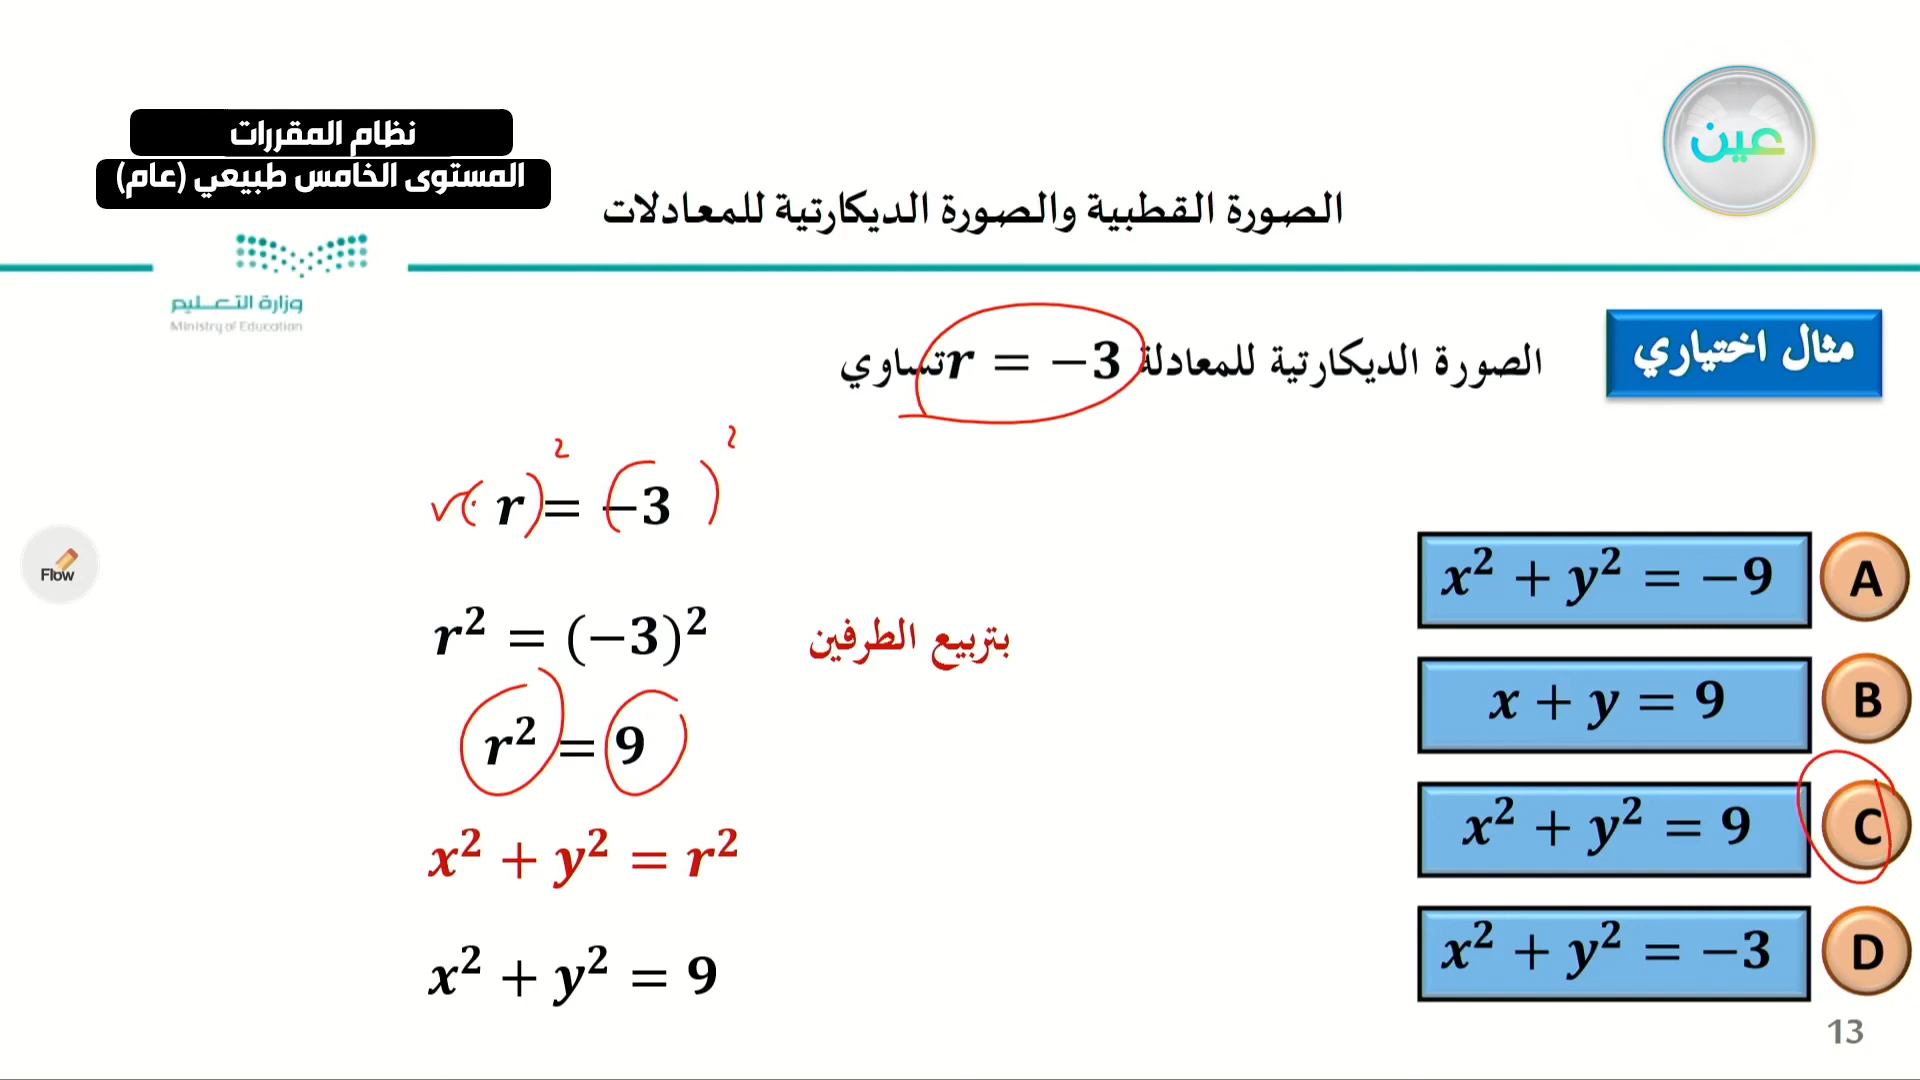 نظام المقررات
المستوى الخامس طبيعي (عام)
عين
الصورة القطبية والصورة الديكارتية للمعادلات
وزارة التعليم
Ministry of Education
مثال اختياري
الصورة الديكارتية للمعادلة r = −3 تساوي
(r)² = (−3)²
r² = (−3)² بتربيع الطرفين
r² = 9
x² + y² = r²
x² + y² = 9
Flow
A x² + y² = −9
B x + y = 9
C x² + y² = 9
D x² + y² = −3
13